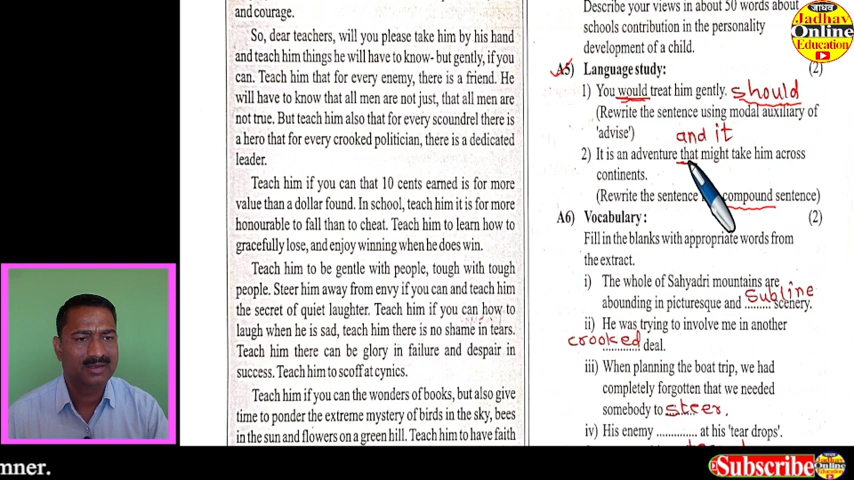 and courage.
So, dear teachers, will you please take him by his hand
and teach him things he will have to know- but gently, if you
can. Teach him that for every enemy, there is a friend. He
will have to know that all men are not just, that all men are
not true. But teach him also that for every scoundrel there is
a hero that for every crooked politician, there is a dedicated
leader.
Teach him if you can that 10 cents earned is for more
value than a dollar found. In school, teach him it is for more
honourable to fall than to cheat. Teach him to learn how to
gracefully lose, and enjoy winning when he does win.
Teach him to be gentle with people, tough with tough
people. Steer him away from envy if you can and teach him
the secret of quiet laughter. Teach him if you can how to
laugh when he is sad, teach him there is no shame in tears.
Teach him there can be glory in failure and despair in
success. Teach him to scoff at cynics.
Teach him if you can the wonders of books, but also give
time to ponder the extreme mystery of birds in the sky, bees
in the sun and flowers on a green hill. Teach him to have faith
Describe your views in about 50 words about
schools contribution in the personality
development of a child.
A5) Language study: (2)
1) You would treat him gently. should
(Rewrite the sentence using modal auxiliary of
'advise')
and it
2) It is an adventure that might take him across
continents.
(Rewrite the sentence compound sentence)
A6) Vocabulary: (2)
Fill in the blanks with appropriate words from
the extract.
i) The whole of Sahyadri mountains are
subline
abounding in picturesque and ......... scenery.
ii) He was trying to involve me in another
crooked
............. deal.
iii) When planning the boat trip, we had
completely forgotten that we needed
somebody to steer.
iv) His enemy .............. at his 'tear drops'.
जाधव
Jadhav
Online
Education
mner.
Subscribe
Jadhav
Online
Education